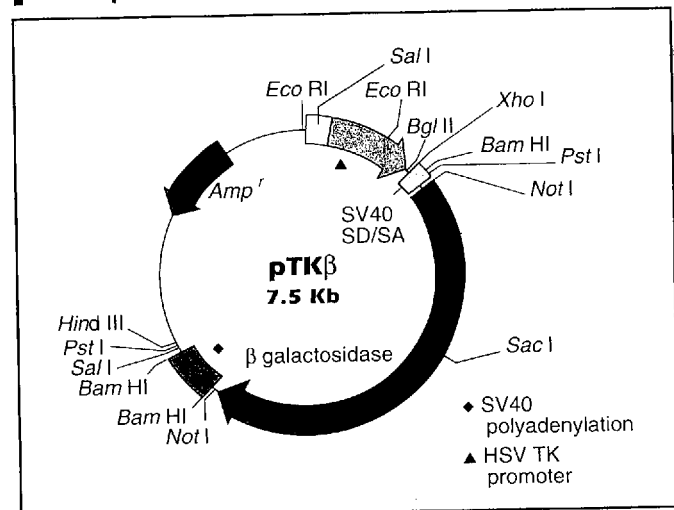 Sal I
Eco RI
Eco RI
Xho I
Bgl II
Bam HI
Pst I
Not I
Amp r
SV40
SD/SA
pTKβ
7.5 Kb
Hind III
Pst I
Sal I
Bam HI
Bam HI
Not I
β galactosidase
Sac I
◆ SV40
polyadenylation
▲ HSV TK
promoter